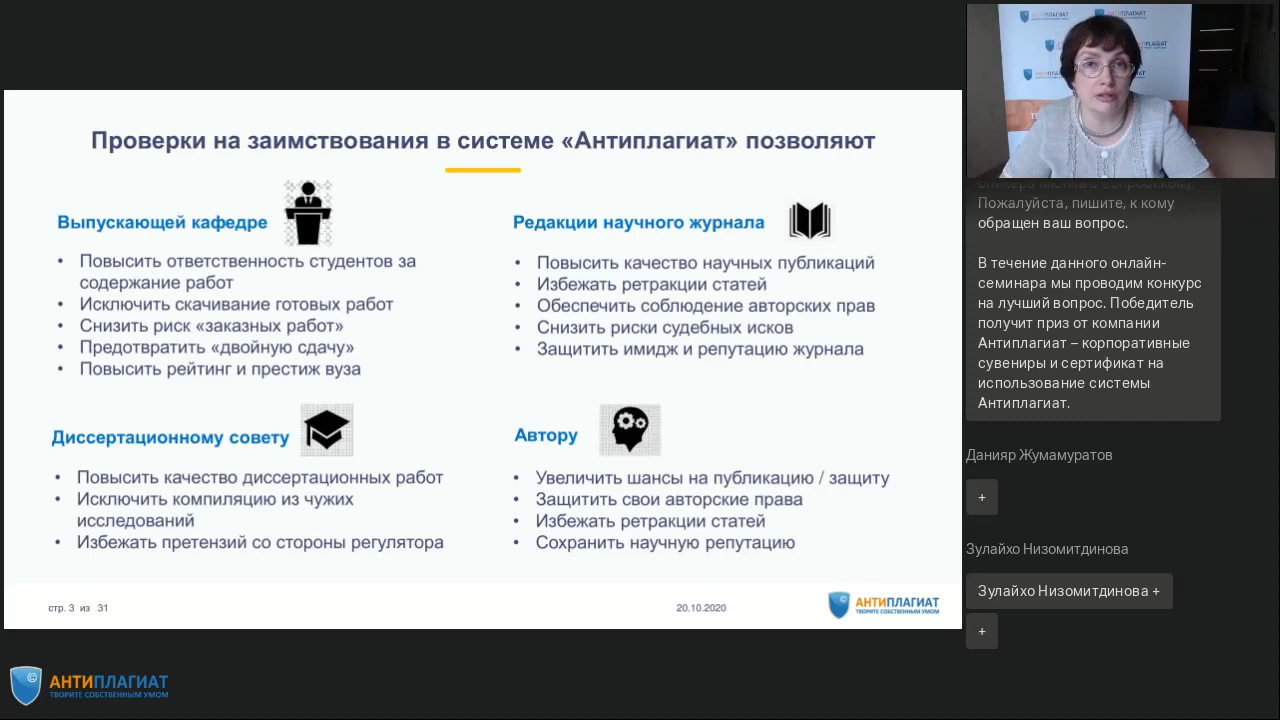 Проверки на заимствования в системе «Антиплагиат» позволяют
Выпускающей кафедре
• Повысить ответственность студентов за
содержание работ
• Исключить скачивание готовых работ
• Снизить риск «заказных работ»
• Предотвратить «двойную сдачу»
• Повысить рейтинг и престиж вуза
Редакции научного журнала
• Повысить качество научных публикаций
• Избежать ретракции статей
• Обеспечить соблюдение авторских прав
• Снизить риски судебных исков
• Защитить имидж и репутацию журнала
Диссертационному совету
• Повысить качество диссертационных работ
• Исключить компиляцию из чужих
исследований
• Избежать претензий со стороны регулятора
Автору
• Увеличить шансы на публикацию / защиту
• Защитить свои авторские права
• Избежать ретракции статей
• Сохранить научную репутацию
стр. 3 из 31
20.10.2020
АНТИПЛАГИАТ
ТВОРИТЕ СОБСТВЕННЫМ УМОМ
АНТИПЛАГИАТ
ТВОРИТЕ СОБСТВЕННЫМ УМОМ
Пожалуйста, пишите, к кому
обращен ваш вопрос.
В течение данного онлайн-
семинара мы проводим конкурс
на лучший вопрос. Победитель
получит приз от компании
Антиплагиат – корпоративные
сувениры и сертификат на
использование системы
Антиплагиат.
Данияр Жумамуратов
+
Зулайхо Низомитдинова
Зулайхо Низомитдинова +
+